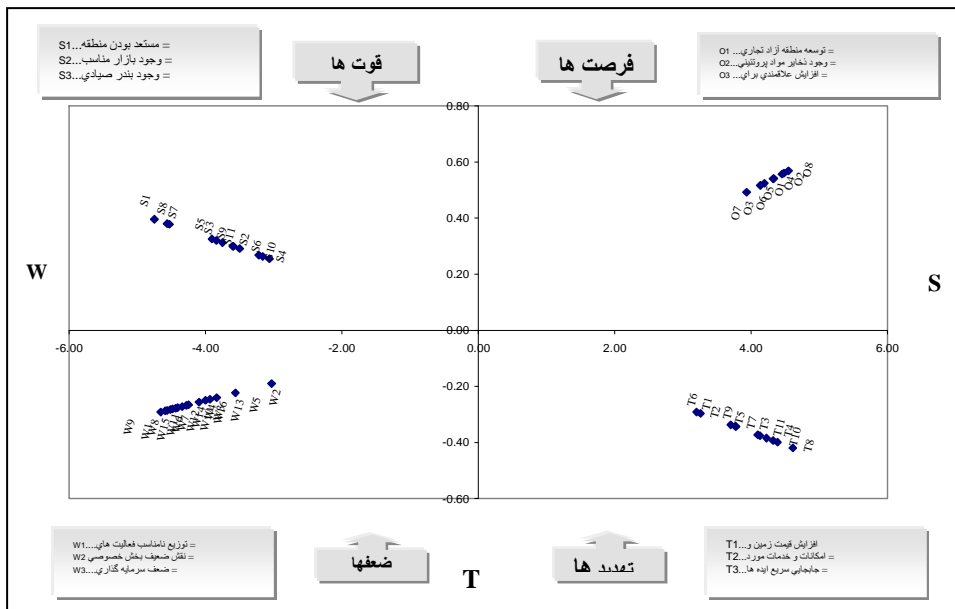 S1...مستعد بودن منطقه =
S2...وجود بازار مناسب =
S3...وجود بندر صيادي =
قوت ها
فرصت ها
O1 ...توسعه منطقه آزاد تجاري =
O2...وجود ذخاير مواد پروتئيني =
O3 ...افزايش علاقمندي براي =
0.80
0.60
0.40
0.20
0.00
-0.20
-0.40
-0.60
-6.00
-4.00
-2.00
0.00
2.00
4.00
6.00
W
S
T
S1
S8
S7
S5
S3
S9
S11
S2
S6
S10
S4
O7
O3
O6
O5
O1
O4
O2
O8
W9
W1
W8
W15
W13
W5
W2
T6
T1
T2
T9
T5
T7
T3
T11
T4
T10
T8
W1...توزيع نامناسب فعاليت هاي =
W2 ...نقش ضعيف بخش خصوصي =
W3...ضعف سرمايه گذاري =
ضعفها
تهديد ها
T1...افزايش قيمت زمين و
T2...امكانات و خدمات مورد =
T3...جابجايي سريع ايده ها =